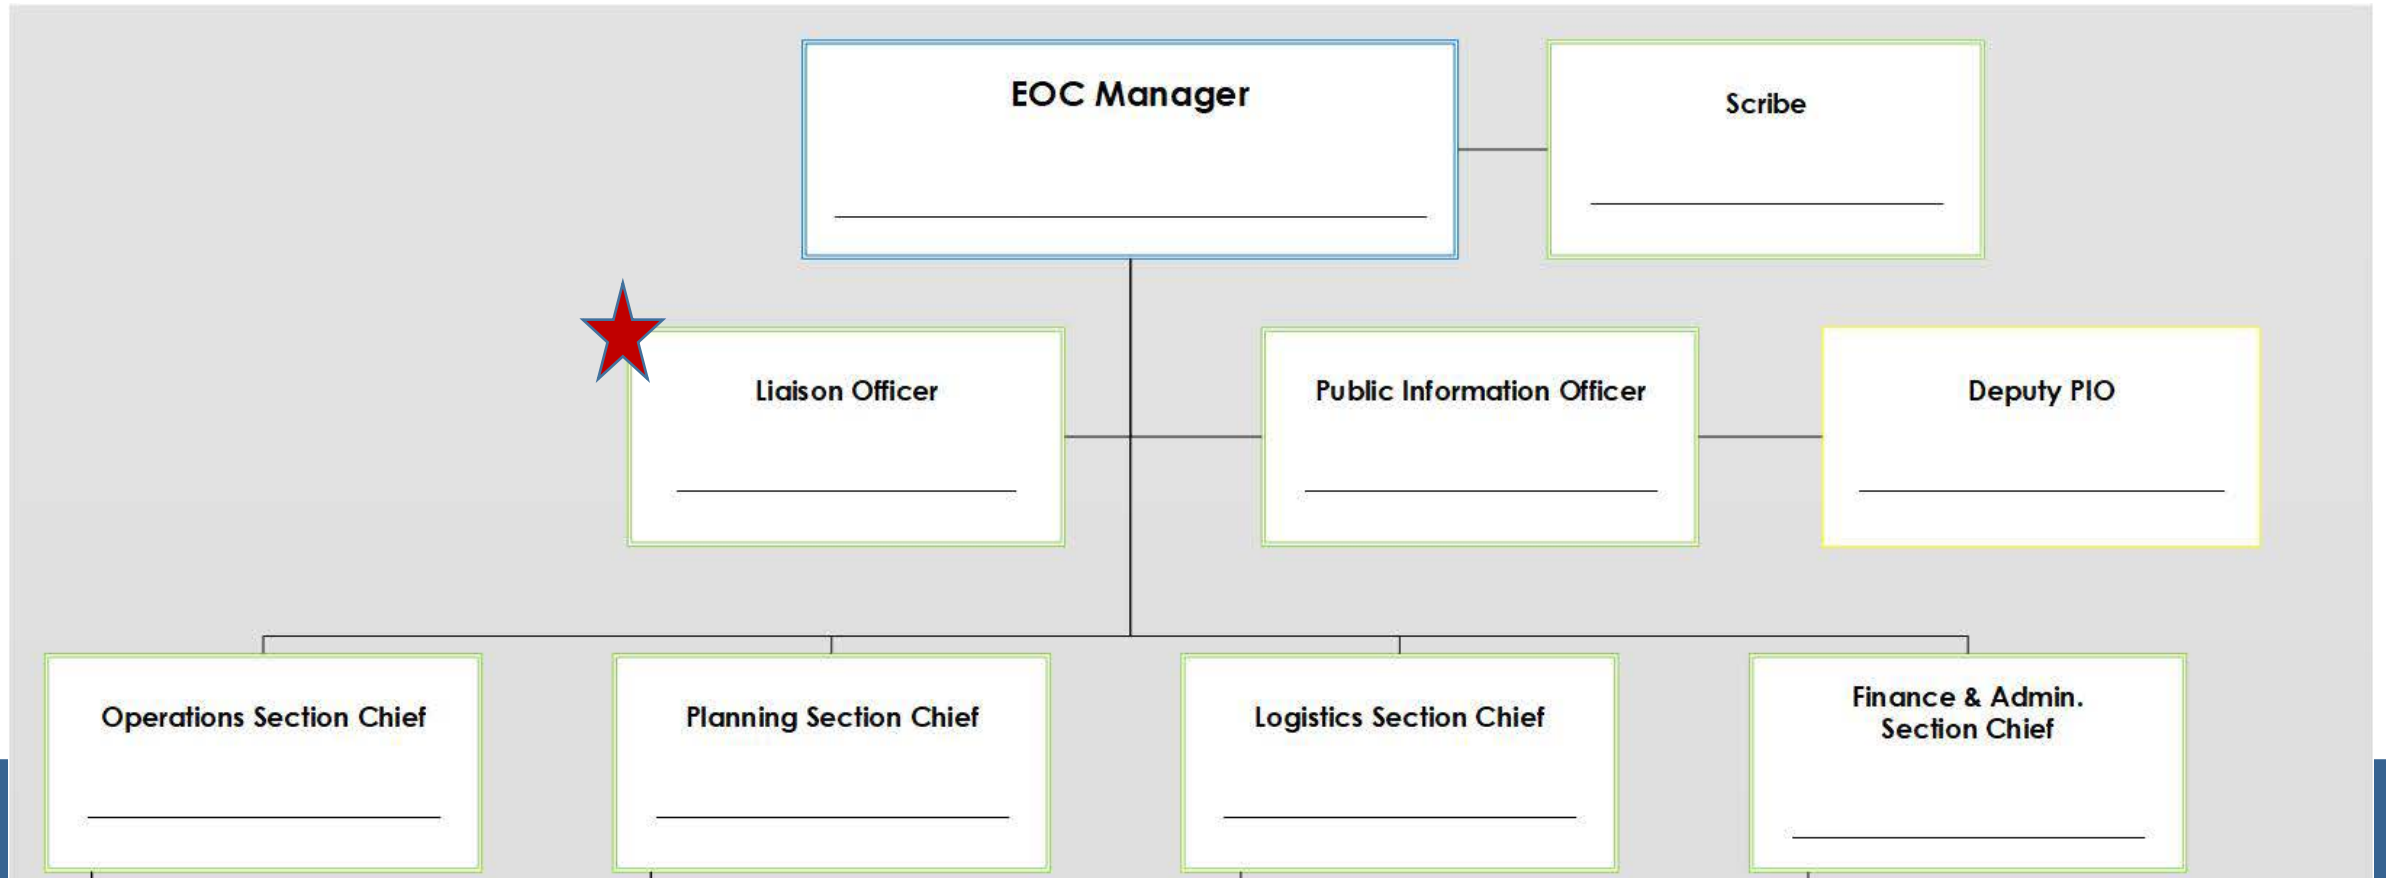 EOC Manager
Scribe
Liaison Officer
Public Information Officer
Deputy PIO
Operations Section Chief
Planning Section Chief
Logistics Section Chief
Finance & Admin.
Section Chief